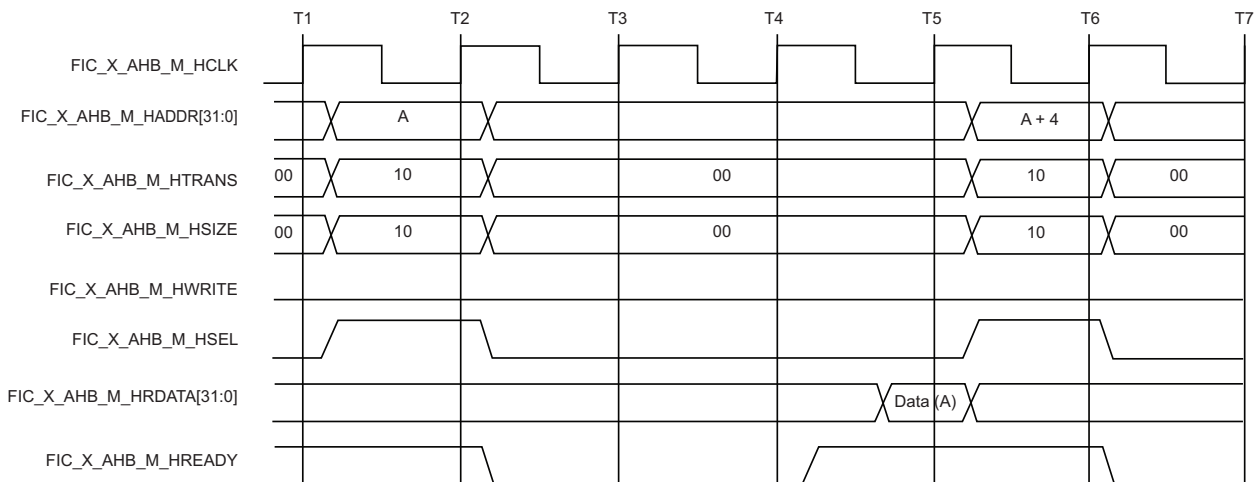 T1 T2 T3 T4 T5 T6 T7
FIC_X_AHB_M_HCLK
FIC_X_AHB_M_HADDR[31:0] A A + 4
FIC_X_AHB_M_HTRANS 00 10 00 10 00
FIC_X_AHB_M_HSIZE 00 10 00 10 00
FIC_X_AHB_M_HWRITE
FIC_X_AHB_M_HSEL
FIC_X_AHB_M_HRDATA[31:0] Data (A)
FIC_X_AHB_M_HREADY